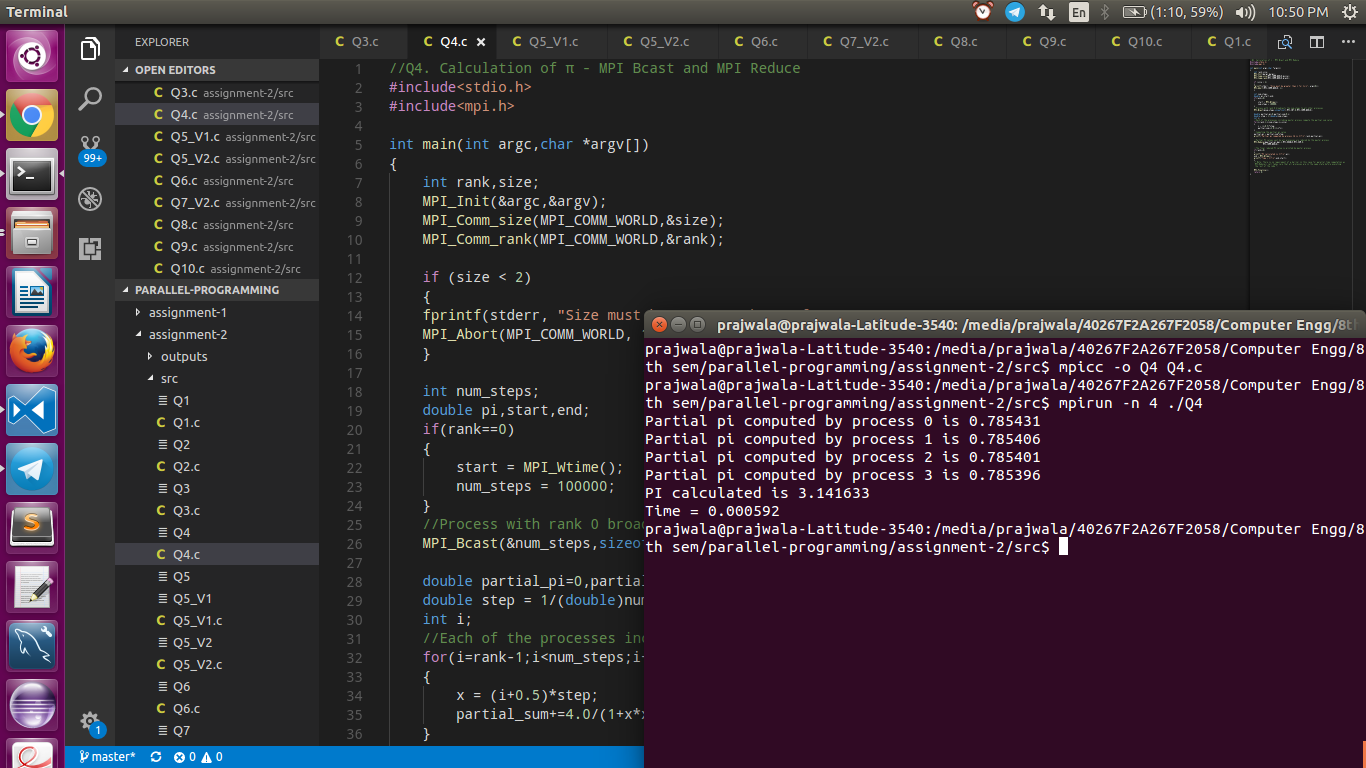 Terminal
En
(1:10, 59%)
10:50 PM
EXPLORER
OPEN EDITORS
C Q3.c assignment-2/src
C Q4.c assignment-2/src
C Q5_V1.c assignment-2/src
C Q5_V2.c assignment-2/src
C Q6.c assignment-2/src
C Q7_V2.c assignment-2/src
C Q8.c assignment-2/src
C Q9.c assignment-2/src
C Q10.c assignment-2/src
PARALLEL-PROGRAMMING
assignment-1
assignment-2
outputs
src
Q1
C Q1.c
Q2
C Q2.c
Q3
C Q3.c
Q4
C Q4.c
Q5
Q5_V1
C Q5_V1.c
Q5_V2
C Q5_V2.c
Q6
C Q6.c
Q7
99+
1
master* 0 0
C Q3.c C Q4.c C Q5_V1.c C Q5_V2.c C Q6.c C Q7_V2.c C Q8.c C Q9.c C Q10.c C Q1.c
1 //Q4. Calculation of π - MPI Bcast and MPI Reduce
2 #include<stdio.h>
3 #include<mpi.h>
4
5 int main(int argc,char *argv[])
6 {
7 int rank,size;
8 MPI_Init(&argc,&argv);
9 MPI_Comm_size(MPI_COMM_WORLD,&size);
10 MPI_Comm_rank(MPI_COMM_WORLD,&rank);
11
12 if (size < 2)
13 {
14 fprintf(stderr, "Size must
15 MPI_Abort(MPI_COMM_WORLD,
16 }
17
18 int num_steps;
19 double pi,start,end;
20 if(rank==0)
21 {
22 start = MPI_Wtime();
23 num_steps = 100000;
24 }
25 //Process with rank 0 broad
26 MPI_Bcast(&num_steps,sizeof
27
28 double partial_pi=0,partial
29 double step = 1/(double)num
30 int i;
31 //Each of the processes ind
32 for(i=rank-1;i<num_steps;i+
33 {
34 x = (i+0.5)*step;
35 partial_sum+=4.0/(1+x*x
36 }
prajwala@prajwala-Latitude-3540: /media/prajwala/40267F2A267F2058/Computer Engg/8th
prajwala@prajwala-Latitude-3540:/media/prajwala/40267F2A267F2058/Computer Engg/8
th sem/parallel-programming/assignment-2/src$ mpicc -o Q4 Q4.c
prajwala@prajwala-Latitude-3540:/media/prajwala/40267F2A267F2058/Computer Engg/8
th sem/parallel-programming/assignment-2/src$ mpirun -n 4 ./Q4
Partial pi computed by process 0 is 0.785431
Partial pi computed by process 1 is 0.785406
Partial pi computed by process 2 is 0.785401
Partial pi computed by process 3 is 0.785396
PI calculated is 3.141633
Time = 0.000592
prajwala@prajwala-Latitude-3540:/media/prajwala/40267F2A267F2058/Computer Engg/8
th sem/parallel-programming/assignment-2/src$